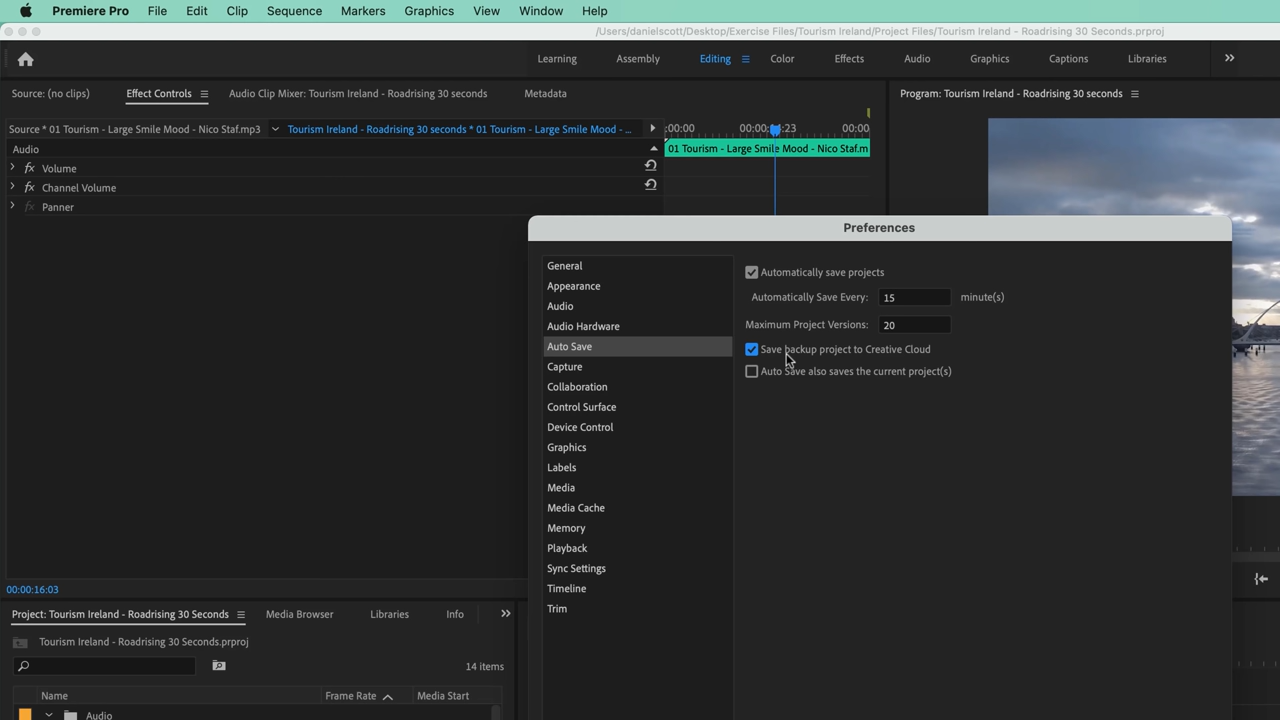 Premiere Pro File Edit Clip Sequence Markers Graphics View Window Help
/Users/danielscott/Desktop/Exercise Files/Tourism Ireland/Project Files/Tourism Ireland - Roadrising 30 Seconds.prproj
Learning Assembly Editing Color Effects Audio Graphics Captions Libraries
Source: (no clips) Effect Controls Audio Clip Mixer: Tourism Ireland - Roadrising 30 seconds Metadata Program: Tourism Ireland - Roadrising 30 seconds
Source * 01 Tourism - Large Smile Mood - Nico Staf.mp3 Tourism Ireland - Roadrising 30 seconds * 01 Tourism - Large Smile Mood - ... :00:00 00:00:14:23 00:00
Audio 01 Tourism - Large Smile Mood - Nico Staf.m
fx Volume
fx Channel Volume
fx Panner
Preferences
General
Appearance
Audio
Audio Hardware
Auto Save
Capture
Collaboration
Control Surface
Device Control
Graphics
Labels
Media
Media Cache
Memory
Playback
Sync Settings
Timeline
Trim
Automatically save projects
Automatically Save Every: 15 minute(s)
Maximum Project Versions: 20
Save backup project to Creative Cloud
Auto Save also saves the current project(s)
00:00:16:03
Project: Tourism Ireland - Roadrising 30 Seconds Media Browser Libraries Info
Tourism Ireland - Roadrising 30 Seconds.prproj
14 items
Name Frame Rate Media Start
Audio